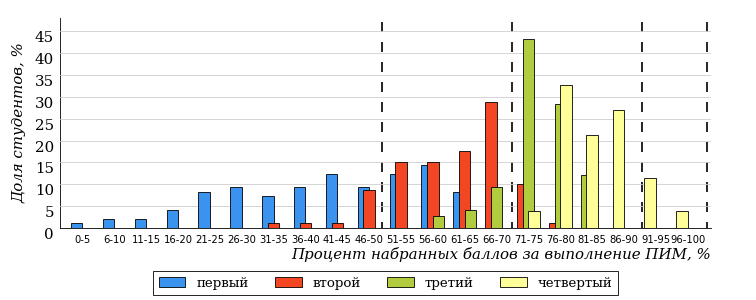 Доля студентов, %
45
40
35
30
25
20
15
10
5
0
0-5 6-10 11-15 16-20 21-25 26-30 31-35 36-40 41-45 46-50 51-55 56-60 61-65 66-70 71-75 76-80 81-85 86-90 91-95 96-100
Процент набранных баллов за выполнение ПИМ, %
первый второй третий четвертый